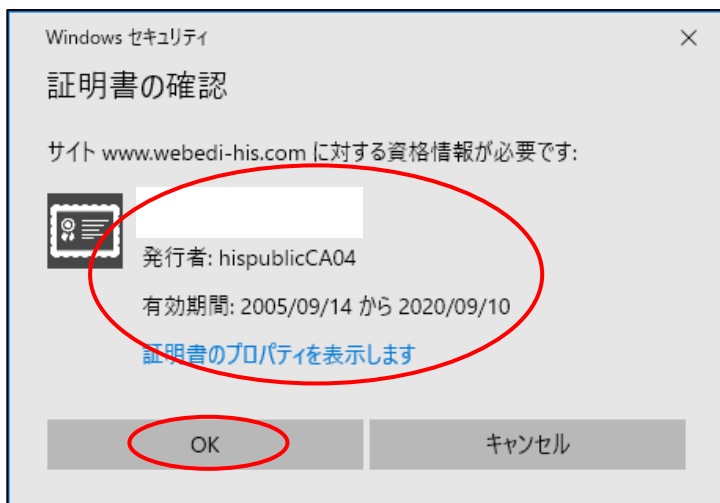 Windows セキュリティ
証明書の確認
サイト www.webedi-his.com に対する資格情報が必要です:
発行者: hispublicCA04
有効期間: 2005/09/14 から 2020/09/10
証明書のプロパティを表示します
OK
キャンセル